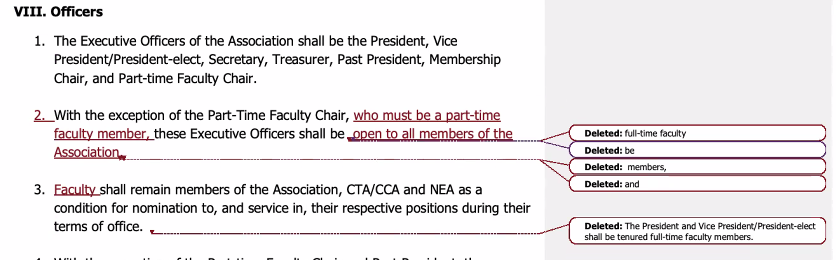 VIII. Officers
1. The Executive Officers of the Association shall be the President, Vice
President/President-elect, Secretary, Treasurer, Past President, Membership
Chair, and Part-time Faculty Chair.
2. With the exception of the Part-Time Faculty Chair, who must be a part-time
faculty member, these Executive Officers shall be open to all members of the
Association.
3. Faculty shall remain members of the Association, CTA/CCA and NEA as a
condition for nomination to, and service in, their respective positions during their
terms of office.
Deleted: full-time faculty
Deleted: be
Deleted: members,
Deleted: and
Deleted: The President and Vice President/President-elect
shall be tenured full-time faculty members.